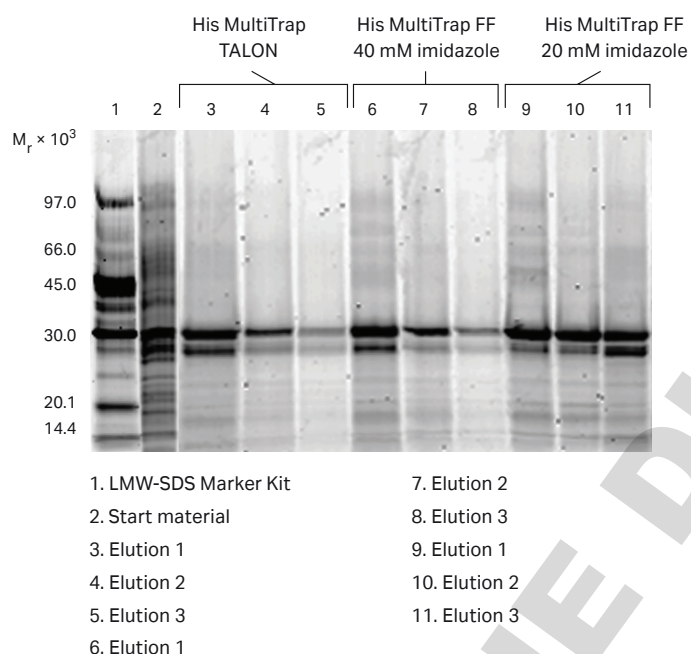 His MultiTrap
TALON
His MultiTrap FF
40 mM imidazole
His MultiTrap FF
20 mM imidazole
1 2 3 4 5 6 7 8 9 10 11
Mr × 10³
97.0
66.0
45.0
30.0
20.1
14.4
1. LMW-SDS Marker Kit
2. Start material
3. Elution 1
4. Elution 2
5. Elution 3
6. Elution 1
7. Elution 2
8. Elution 3
9. Elution 1
10. Elution 2
11. Elution 3